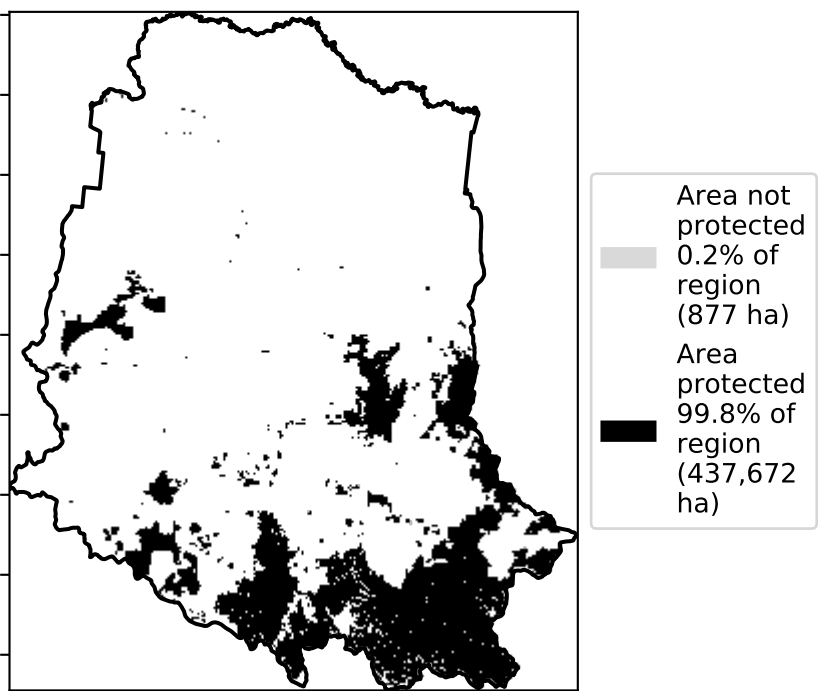 Area not
protected
0.2% of
region
(877 ha)
Area
protected
99.8% of
region
(437,672
ha)